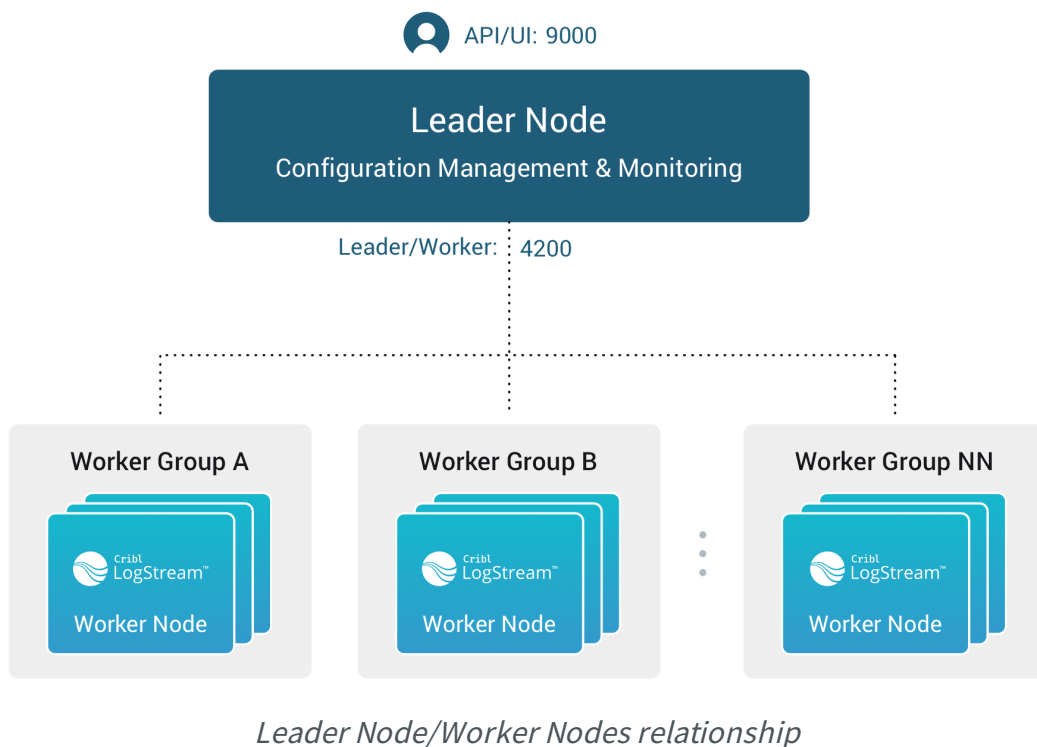 API/UI: 9000
Leader Node
Configuration Management & Monitoring
Leader/Worker: 4200
Worker Group A
Worker Group B
Worker Group NN
Cribl
LogStream™
Worker Node
Cribl
LogStream™
Worker Node
Cribl
LogStream™
Worker Node
Leader Node/Worker Nodes relationship